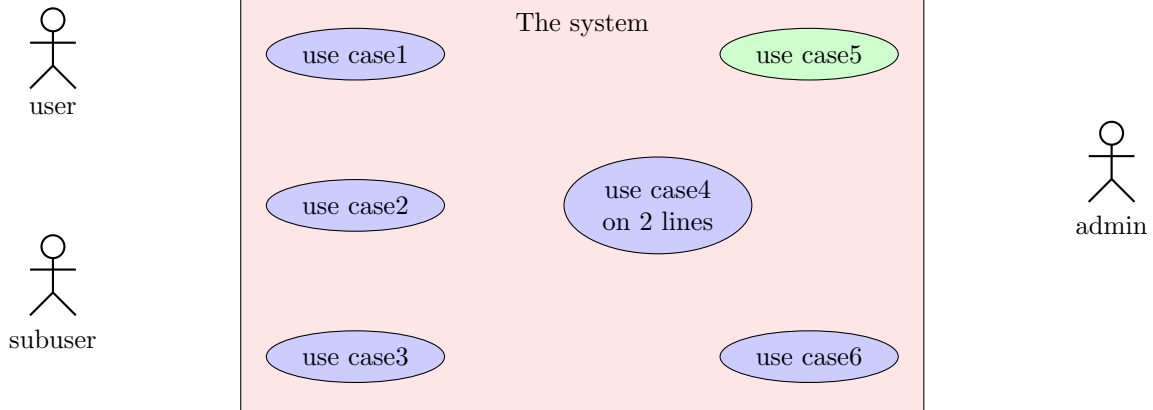 The system
use case1
use case5
user
use case2
use case4
on 2 lines
admin
subuser
use case3
use case6